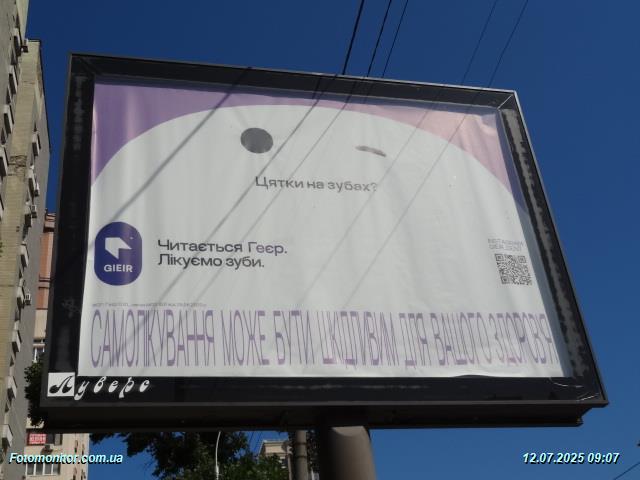 Цятки на зубах?
GIEIR
Читається Геєр.
Лікуємо зуби.
INSTAGRAM
САМОЛІКУВАННЯ МОЖЕ БУТИ ШКІДЛИВИМ ДЛЯ ВАШОГО ЗДОРОВ'Я
Луверс
Fotomonitor.com.ua
12.07.2025 09:07